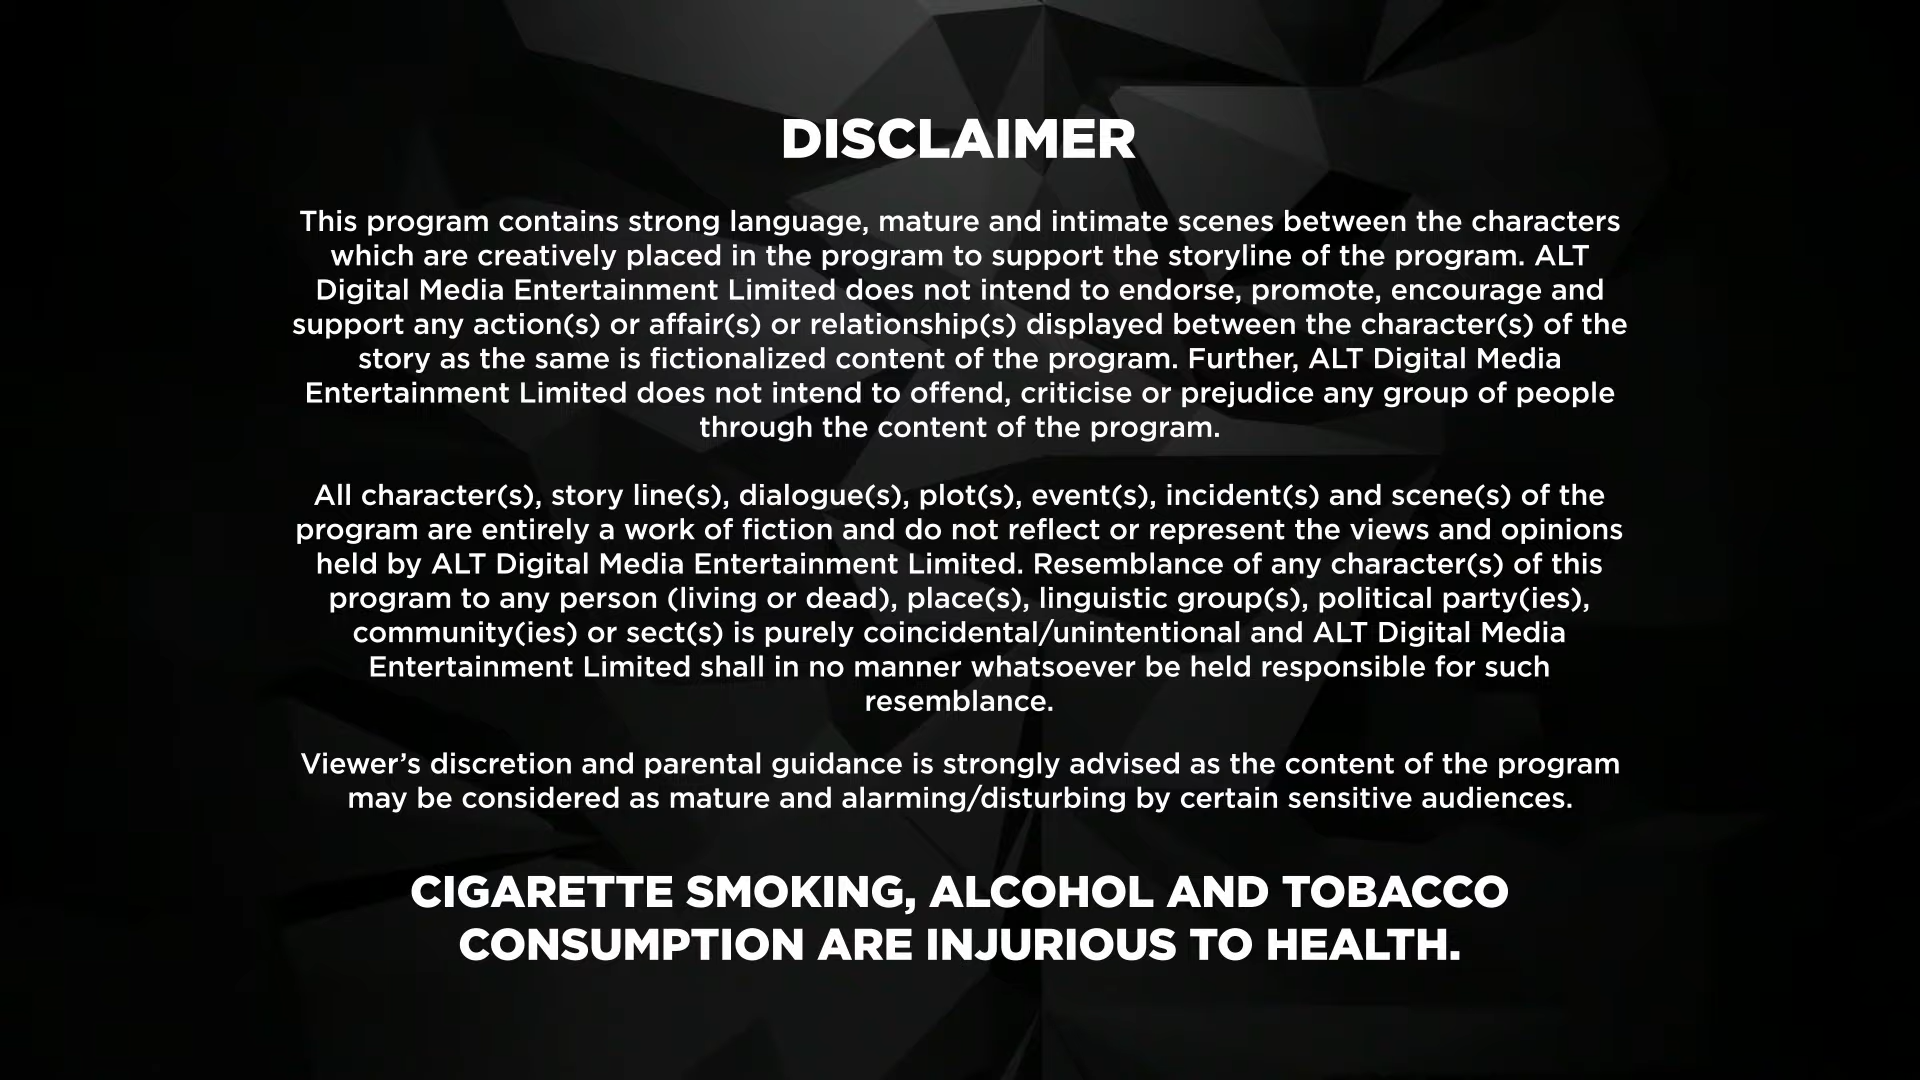 DISCLAIMER
This program contains strong language, mature and intimate scenes between the characters
which are creatively placed in the program to support the storyline of the program. ALT
Digital Media Entertainment Limited does not intend to endorse, promote, encourage and
support any action(s) or affair(s) or relationship(s) displayed between the character(s) of the
story as the same is fictionalized content of the program. Further, ALT Digital Media
Entertainment Limited does not intend to offend, criticise or prejudice any group of people
through the content of the program.
All character(s), story line(s), dialogue(s), plot(s), event(s), incident(s) and scene(s) of the
program are entirely a work of fiction and do not reflect or represent the views and opinions
held by ALT Digital Media Entertainment Limited. Resemblance of any character(s) of this
program to any person (living or dead), place(s), linguistic group(s), political party(ies),
community(ies) or sect(s) is purely coincidental/unintentional and ALT Digital Media
Entertainment Limited shall in no manner whatsoever be held responsible for such
resemblance.
Viewer’s discretion and parental guidance is strongly advised as the content of the program
may be considered as mature and alarming/disturbing by certain sensitive audiences.
CIGARETTE SMOKING, ALCOHOL AND TOBACCO
CONSUMPTION ARE INJURIOUS TO HEALTH.